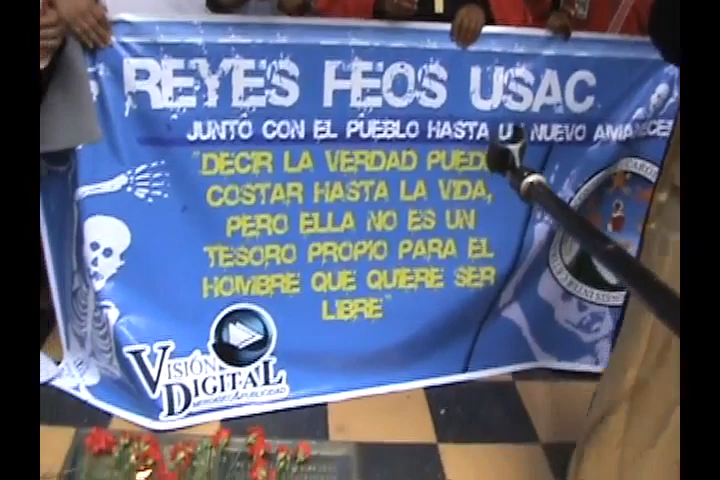 REYES FEOS USAC
JUNTO CON EL PUEBLO HASTA UN NUEVO AMANECER
"DECIR LA VERDAD PUEDE
COSTAR HASTA LA VIDA,
PERO ELLA NO ES UN
TESORO PROPIO PARA EL
HOMBRE QUE QUIERE SER
LIBRE"
VISIÓN
DIGITAL